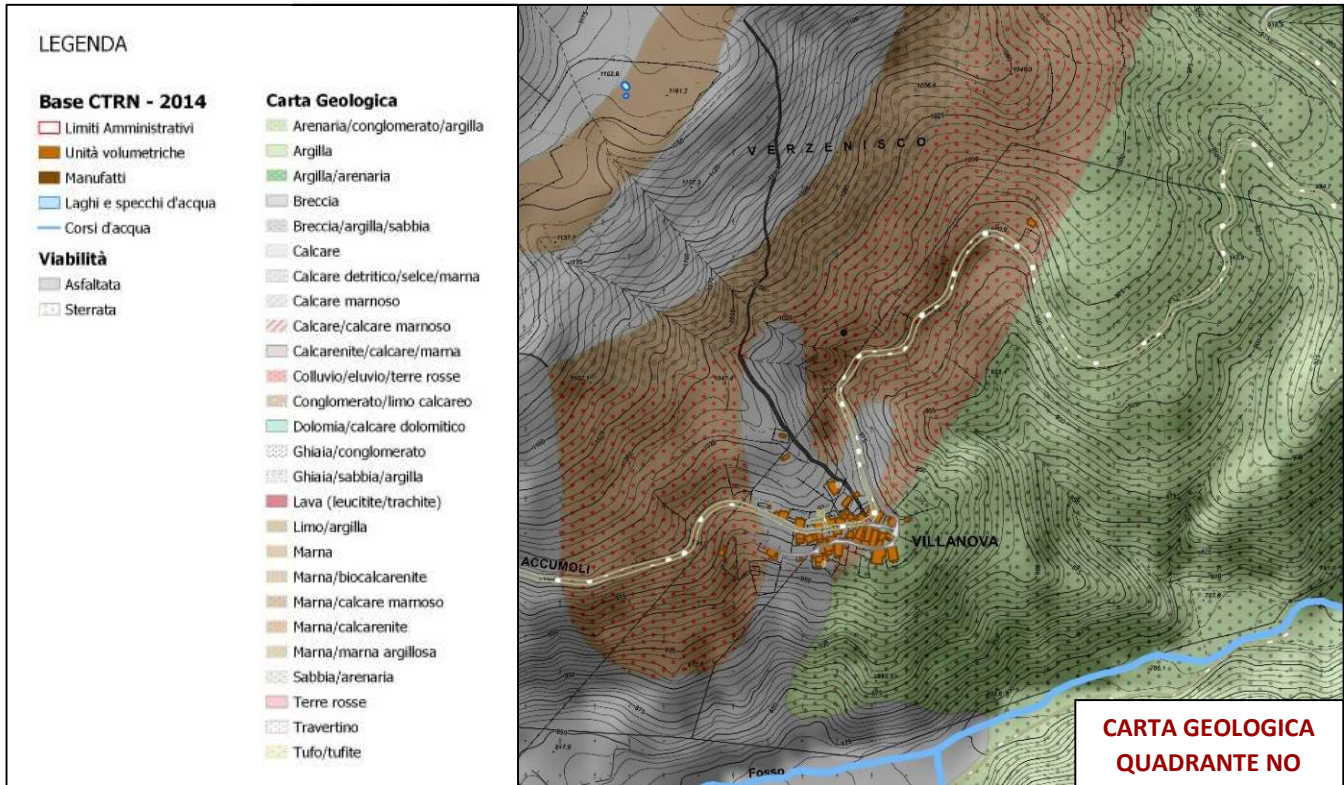 LEGENDA
Base CTRN - 2014
Limiti Amministrativi
Unità volumetriche
Manufatti
Laghi e specchi d'acqua
Corsi d'acqua
Viabilità
Asfaltata
Sterrata
Carta Geologica
Arenaria/conglomerato/argilla
Argilla
Argilla/arenaria
Breccia
Breccia/argilla/sabbia
Calcare
Calcare detritico/selce/marna
Calcare marnoso
Calcare/calcare marnoso
Calcarenite/calcare/marna
Colluvio/eluvio/terre rosse
Conglomerato/limo calcareo
Dolomia/calcare dolomitico
Ghiaia/conglomerato
Ghiaia/sabbia/argilla
Lava (leucitite/trachite)
Limo/argilla
Marna
Marna/biocalcarenite
Marna/calcare marnoso
Marna/calcarenite
Marna/marna argillosa
Sabbia/arenaria
Terre rosse
Travertino
Tufo/tufite
VERZENISCO
ACCUMOLI
VILLANOVA
Fosso
CARTA GEOLOGICA
QUADRANTE NO